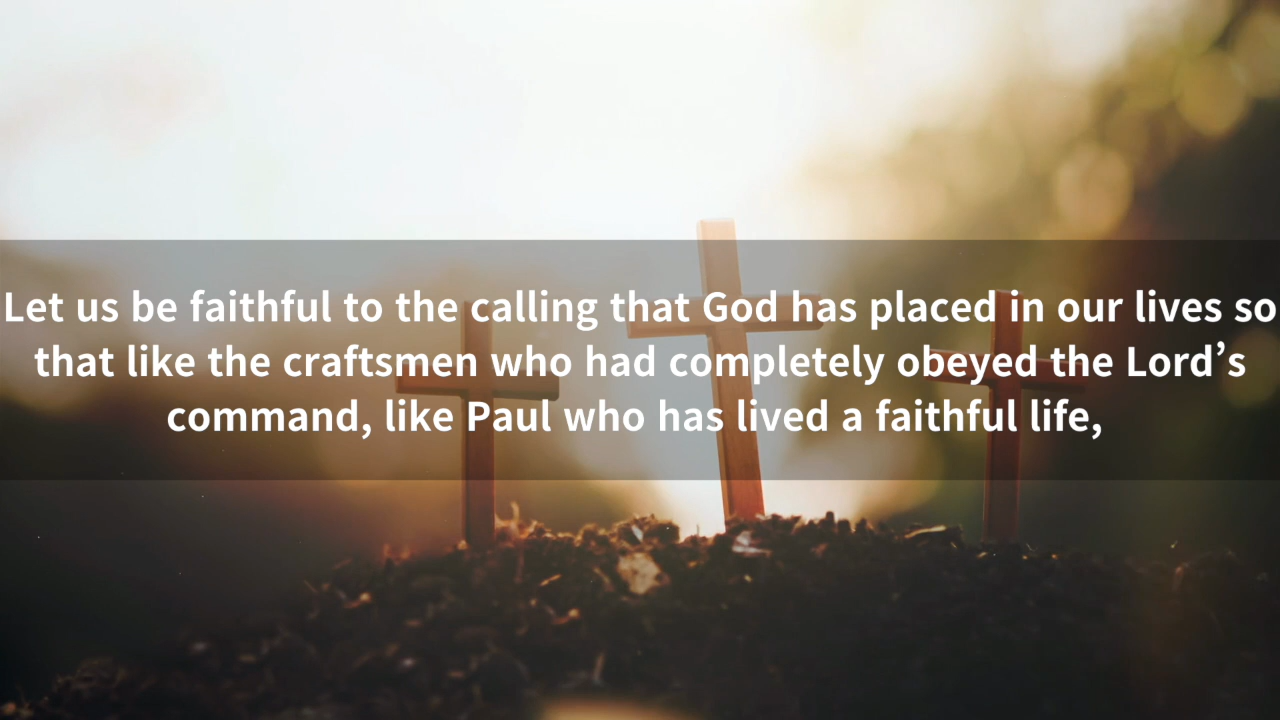 Let us be faithful to the calling that God has placed in our lives so
that like the craftsmen who had completely obeyed the Lord’s
command, like Paul who has lived a faithful life,